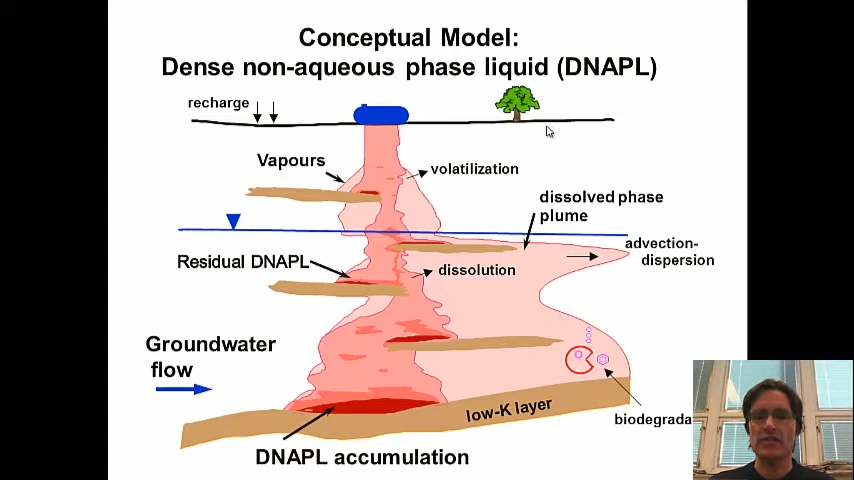 Conceptual Model:
Dense non-aqueous phase liquid (DNAPL)
recharge
Vapours
volatilization
dissolved phase
plume
advection-
dispersion
Residual DNAPL
dissolution
Groundwater
flow
low-K layer
biodegrada
DNAPL accumulation